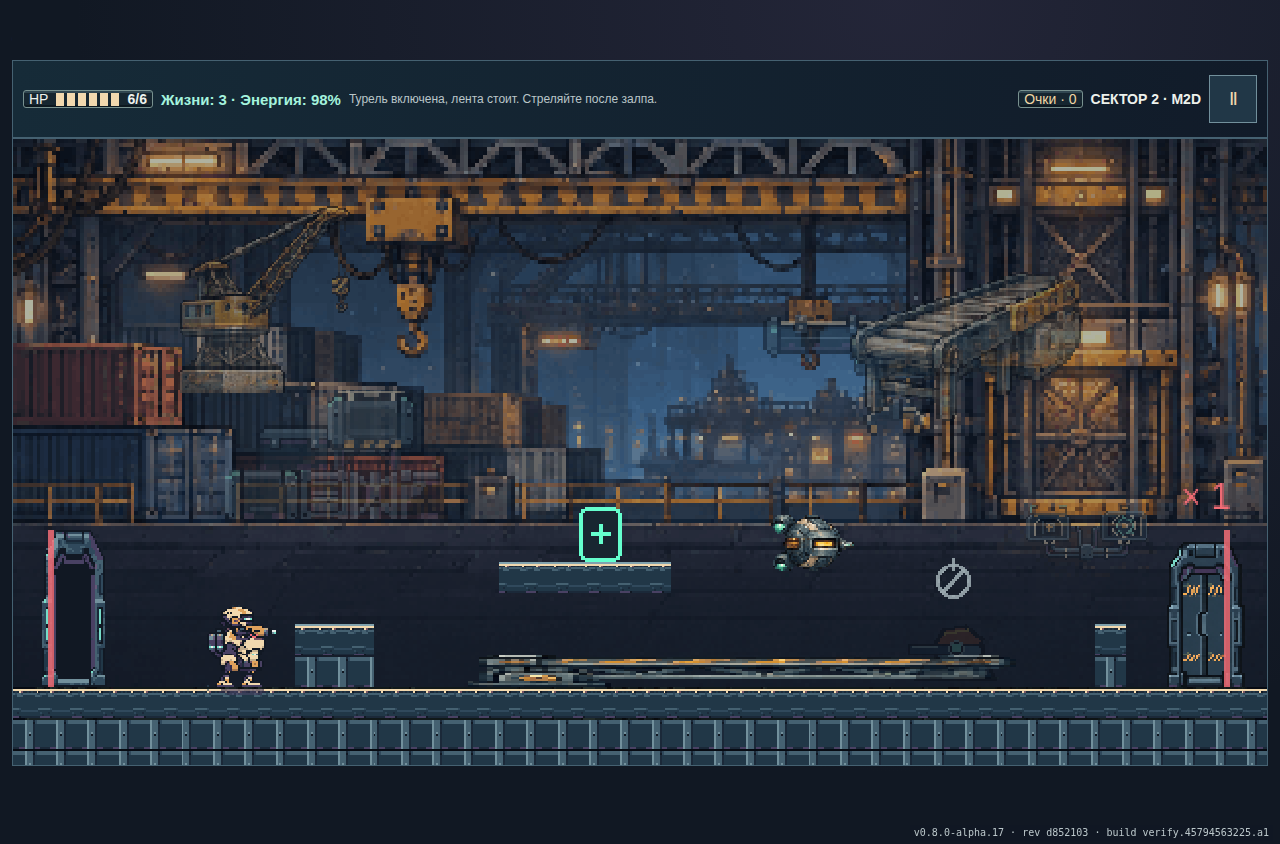 HP 6/6 Жизни: 3 · Энергия: 98% Турель включена, лента стоит. Стреляйте после залпа. Очки · 0 СЕКТОР 2 · M2D II
× 1
v0.8.0-alpha.17 · rev d852103 · build verify.45794563225.a1